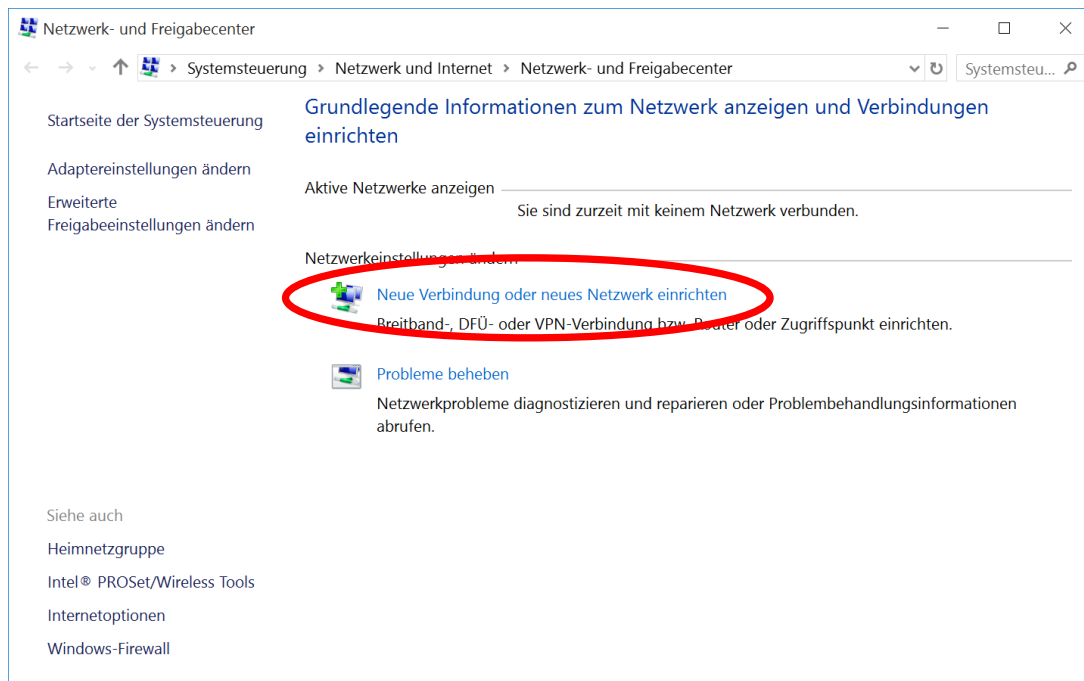 Netzwerk- und Freigabecenter
Systemsteuerung > Netzwerk und Internet > Netzwerk- und Freigabecenter
Systemsteu...
Startseite der Systemsteuerung
Adaptereinstellungen ändern
Erweiterte
Freigabeeinstellungen ändern
Grundlegende Informationen zum Netzwerk anzeigen und Verbindungen
einrichten
Aktive Netzwerke anzeigen
Sie sind zurzeit mit keinem Netzwerk verbunden.
Netzwerkeinstellungen ändern
Neue Verbindung oder neues Netzwerk einrichten
Breitband-, DFÜ- oder VPN-Verbindung bzw. Router oder Zugriffspunkt einrichten.
Probleme beheben
Netzwerkprobleme diagnostizieren und reparieren oder Problembehandlungsinformationen
abrufen.
Siehe auch
Heimnetzgruppe
Intel® PROSet/Wireless Tools
Internetoptionen
Windows-Firewall